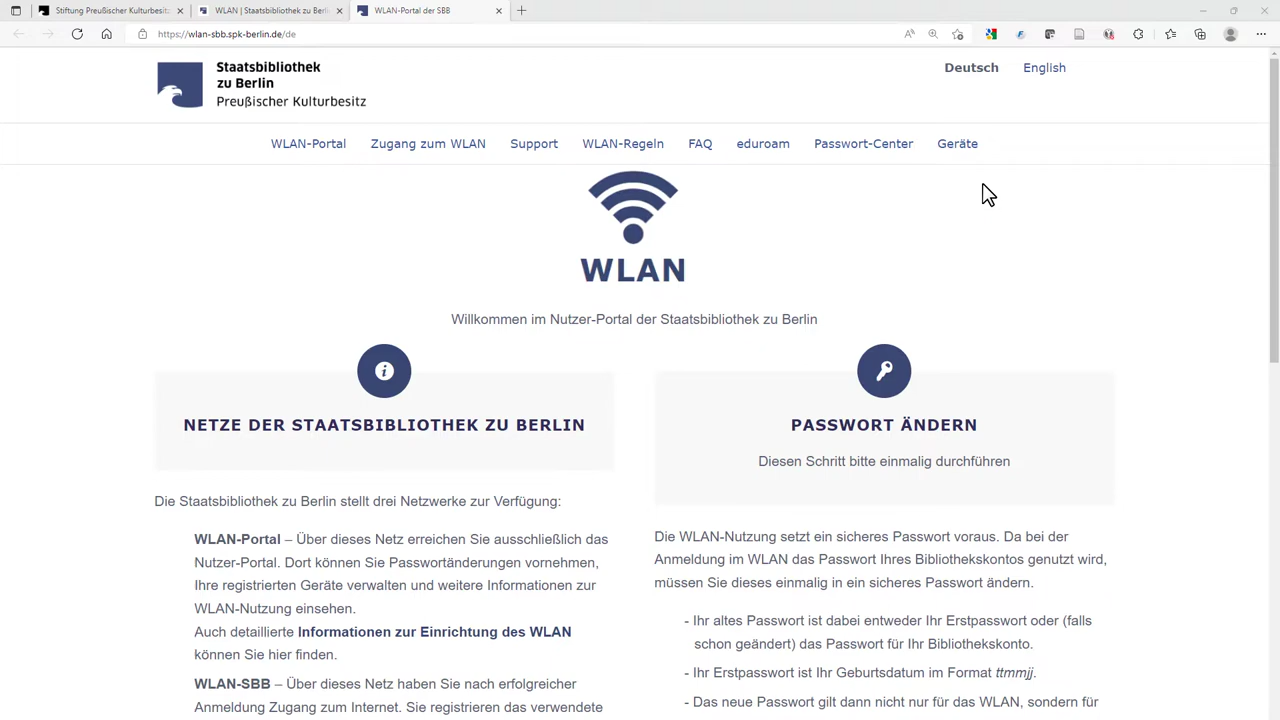 Stiftung Preußischer Kulturbesitz
WLAN | Staatsbibliothek zu Berlin
WLAN-Portal der SBB
https://wlan-sbb.spk-berlin.de/de
Staatsbibliothek
zu Berlin
Preußischer Kulturbesitz
Deutsch
English
WLAN-Portal
Zugang zum WLAN
Support
WLAN-Regeln
FAQ
eduroam
Passwort-Center
Geräte
WLAN
Willkommen im Nutzer-Portal der Staatsbibliothek zu Berlin
NETZE DER STAATSBIBLIOTHEK ZU BERLIN
Die Staatsbibliothek zu Berlin stellt drei Netzwerke zur Verfügung:
WLAN-Portal – Über dieses Netz erreichen Sie ausschließlich das
Nutzer-Portal. Dort können Sie Passwortänderungen vornehmen,
Ihre registrierten Geräte verwalten und weitere Informationen zur
WLAN-Nutzung einsehen.
Auch detaillierte Informationen zur Einrichtung des WLAN
können Sie hier finden.
WLAN-SBB – Über dieses Netz haben Sie nach erfolgreicher
Anmeldung Zugang zum Internet. Sie registrieren das verwendete
PASSWORT ÄNDERN
Diesen Schritt bitte einmalig durchführen
Die WLAN-Nutzung setzt ein sicheres Passwort voraus. Da bei der
Anmeldung im WLAN das Passwort Ihres Bibliothekskontos genutzt wird,
müssen Sie dieses einmalig in ein sicheres Passwort ändern.
- Ihr altes Passwort ist dabei entweder Ihr Erstpasswort oder (falls
schon geändert) das Passwort für Ihr Bibliothekskonto.
- Ihr Erstpasswort ist Ihr Geburtsdatum im Format ttmmjj.
- Das neue Passwort gilt dann nicht nur für das WLAN, sondern für